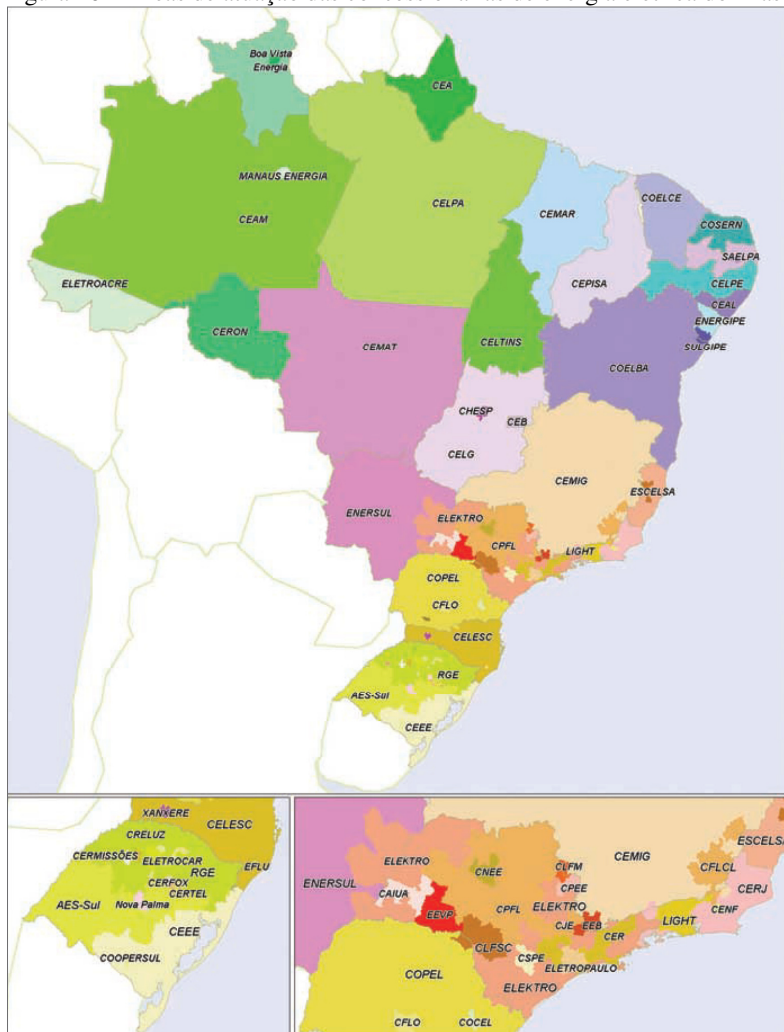 Boa Vista
Energia
CEA
MANAUS ENERGIA
CEAM
CELPA
CEMAR
COELCE
COSERN
SAELPA
CELPE
CEAL
ENERGIPE
SULGIPE
CEPISA
ELETROACRE
CERON
CEMAT
CELTINS
COELBA
CHESP
CEB
CELG
CEMIG
ESCELSA
ENERSUL
ELEKTRO
CPFL
LIGHT
COPEL
CFLO
CELESC
RGE
AES-Sul
CEEE
XANXERE
CELESC
CRELUZ
CERMISSÕES
ELETROCAR
RGE
EFLU
CERFOX
CERTEL
AES-Sul
Nova Palma
CEEE
COOPERSUL
ESCELSA
CEMIG
ELEKTRO
CNEE
CLFM
CFLCL
ENERSUL
CAIUA
CPEE
CERJ
EEVP
CPFL
ELEKTRO
CENF
LIGHT
CJE
EEB
CER
CLFSC
CSPE
ELETROPAULO
COPEL
ELEKTRO
CFLO
COCEL